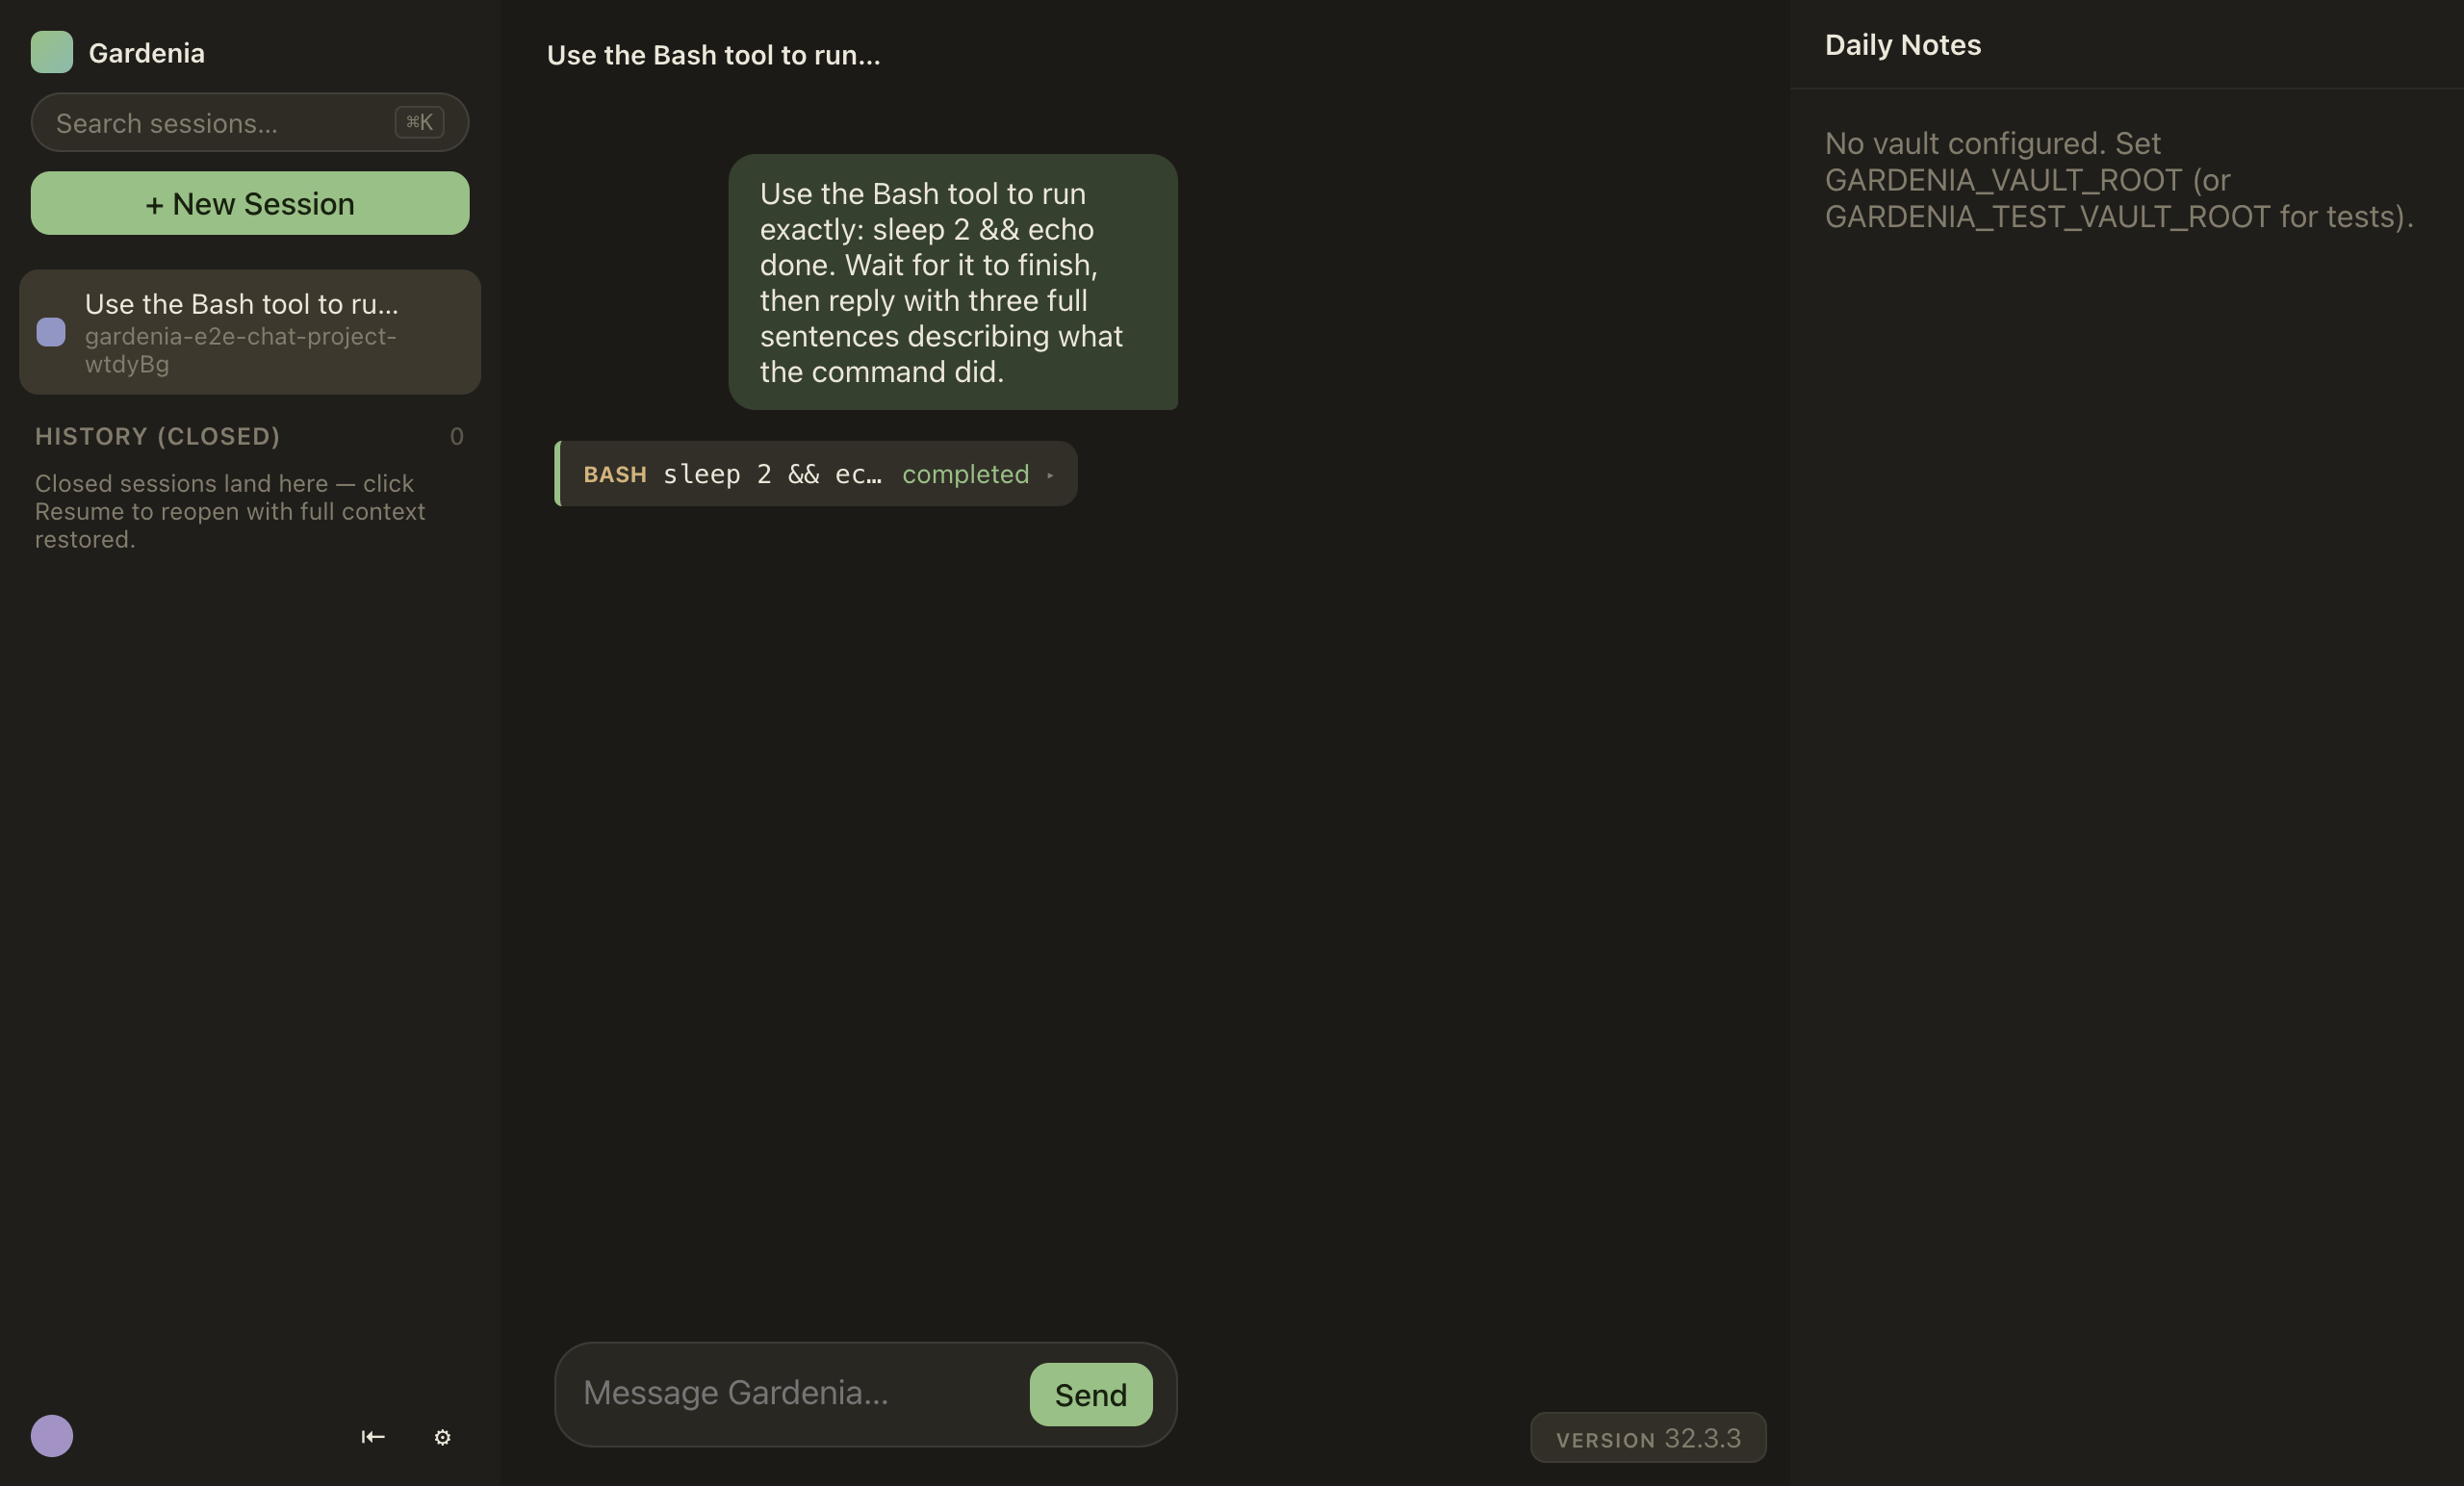 Gardenia
Search sessions...
⌘K
+ New Session
Use the Bash tool to ru...
gardenia-e2e-chat-project-
wtdyBg
HISTORY (CLOSED) 0
Closed sessions land here — click
Resume to reopen with full context
restored.
Use the Bash tool to run...
Use the Bash tool to run
exactly: sleep 2 && echo
done. Wait for it to finish,
then reply with three full
sentences describing what
the command did.
BASH sleep 2 && ec… completed ▸
Message Gardenia...
Send
VERSION 32.3.3
Daily Notes
No vault configured. Set
GARDENIA_VAULT_ROOT (or
GARDENIA_TEST_VAULT_ROOT for tests).